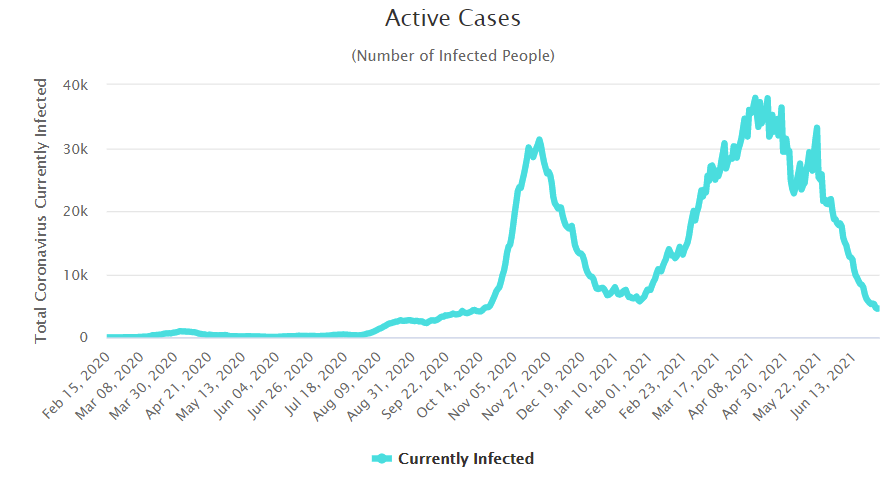 Active Cases
(Number of Infected People)
Total Coronavirus Currently Infected
40k
30k
20k
10k
0
Feb 15, 2020
Mar 08, 2020
Mar 30, 2020
Apr 21, 2020
May 13, 2020
Jun 04, 2020
Jun 26, 2020
Jul 18, 2020
Aug 09, 2020
Aug 31, 2020
Sep 22, 2020
Oct 14, 2020
Nov 05, 2020
Nov 27, 2020
Dec 19, 2020
Jan 10, 2021
Feb 01, 2021
Feb 23, 2021
Mar 17, 2021
Apr 08, 2021
Apr 30, 2021
May 22, 2021
Jun 13, 2021
Currently Infected